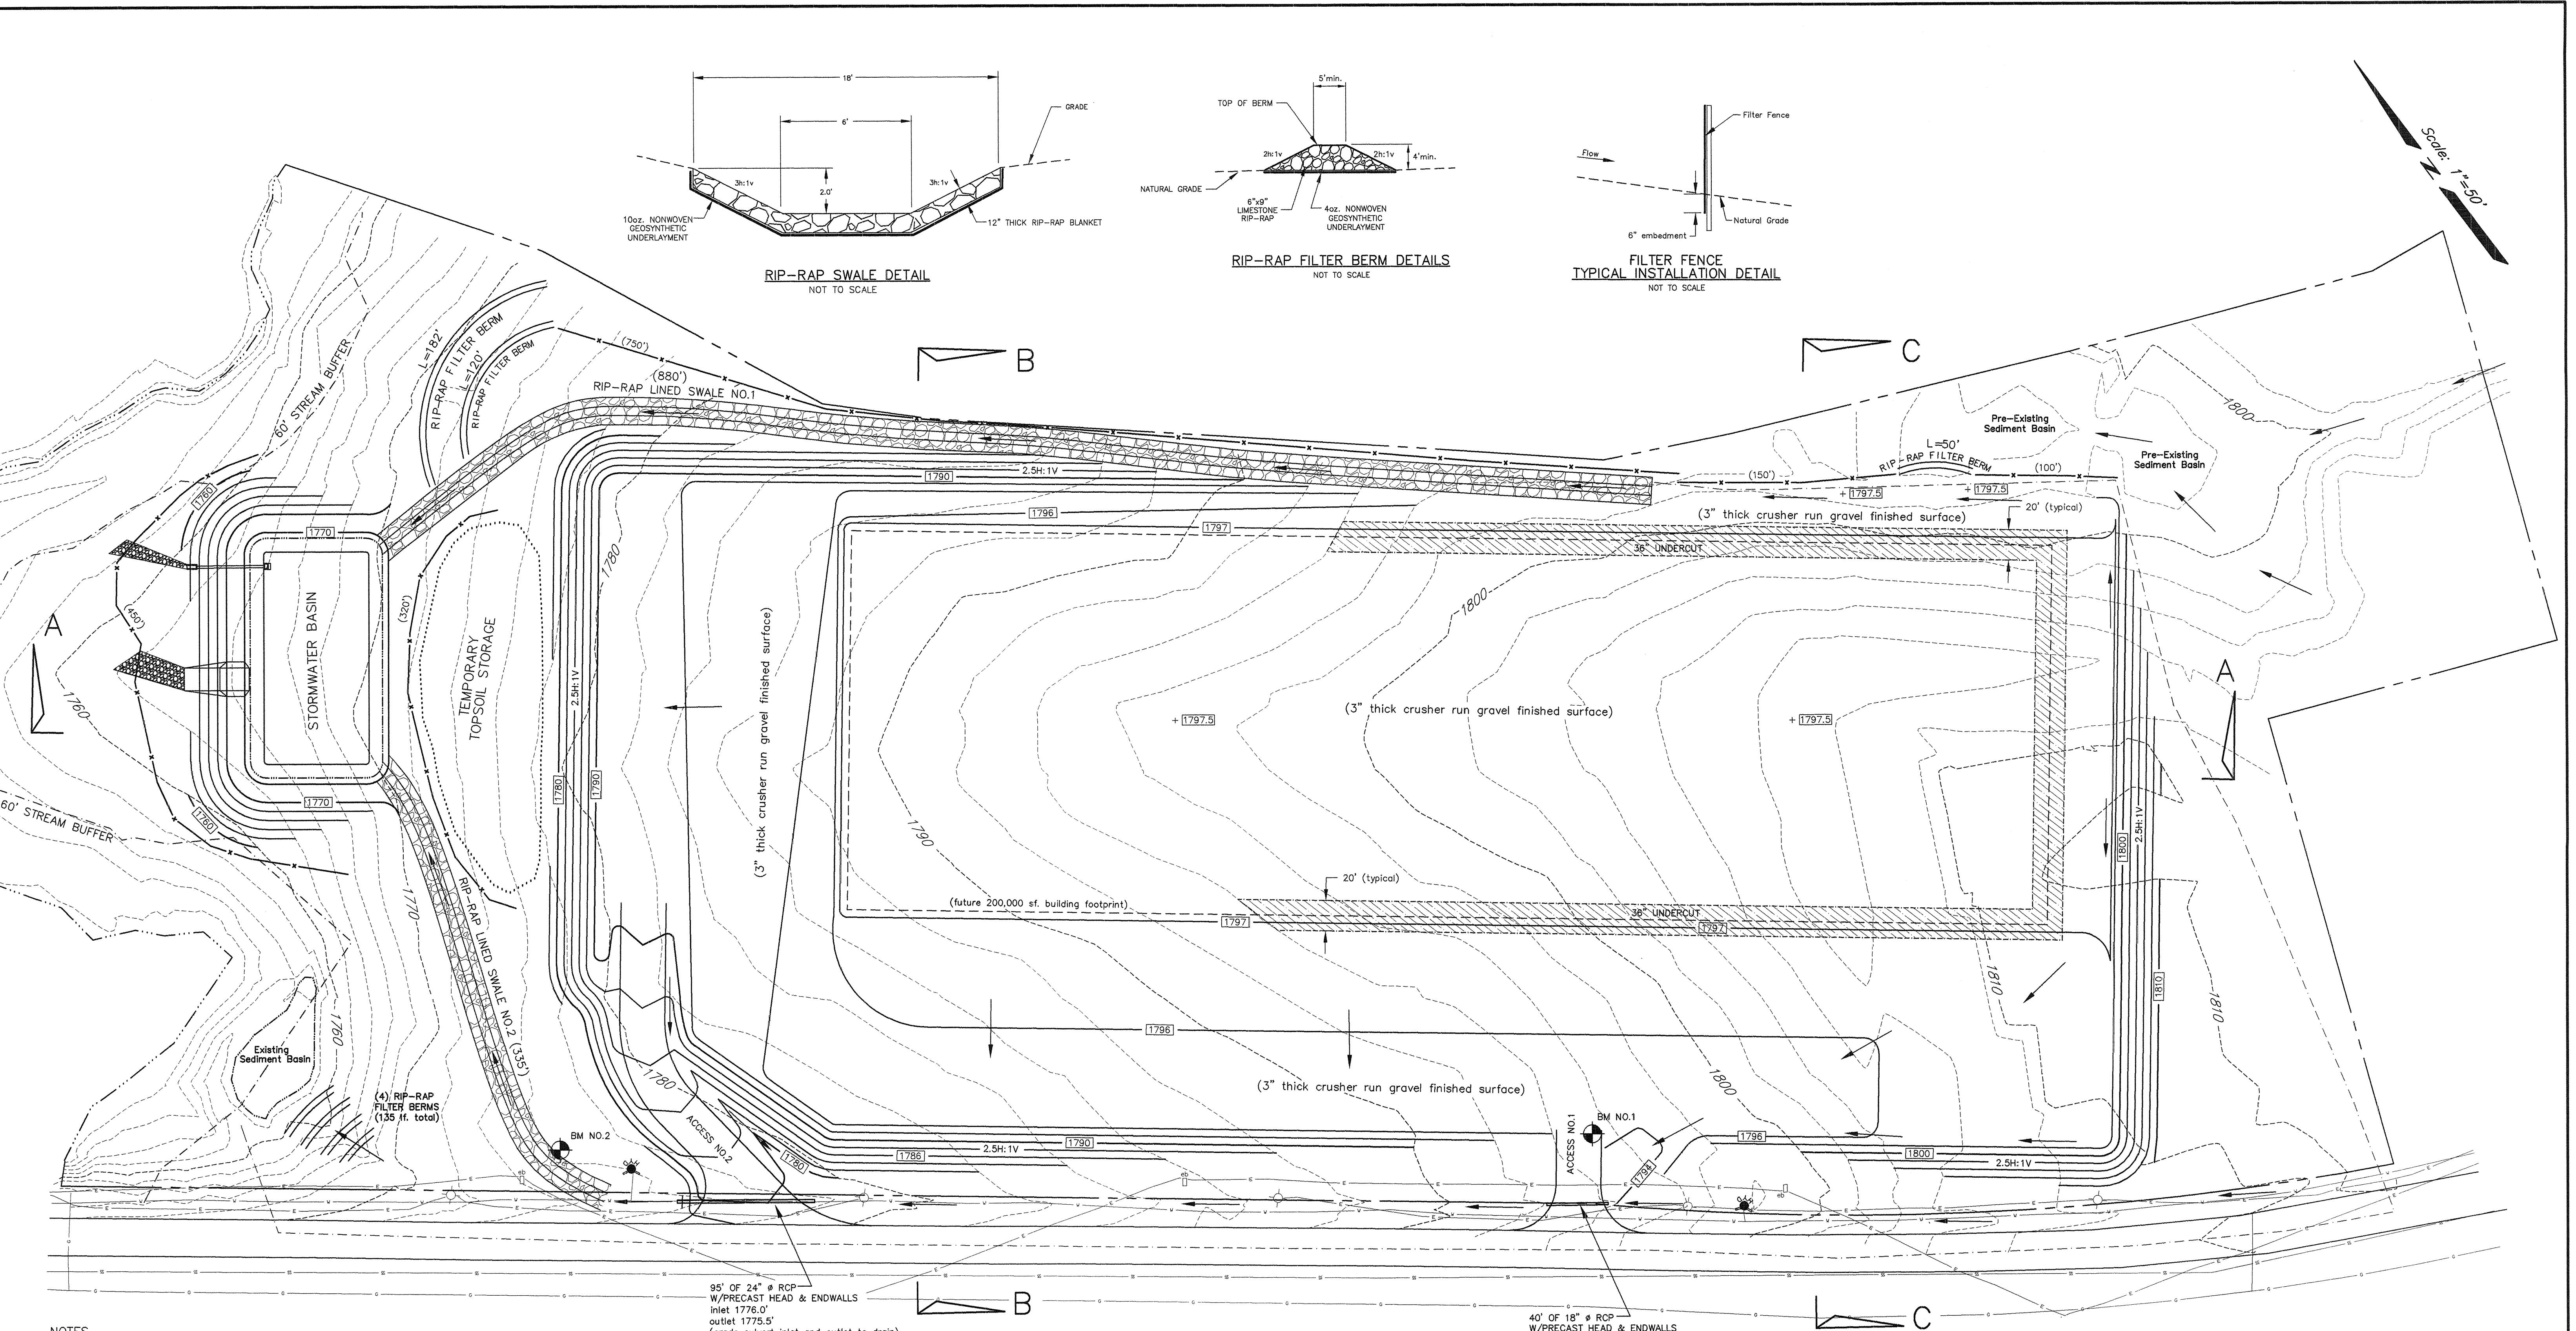 18'
6'
GRADE
3h:1v
2.0'
3h:1v
10oz. NONWOVEN
GEOSYNTHETIC
UNDERLAYMENT
12" THICK RIP-RAP BLANKET
RIP-RAP SWALE DETAIL
NOT TO SCALE
5'min.
TOP OF BERM
2h:1v
2h:1v
4'min.
NATURAL GRADE
6"x9"
LIMESTONE
RIP-RAP
4oz. NONWOVEN
GEOSYNTHETIC
UNDERLAYMENT
RIP-RAP FILTER BERM DETAILS
NOT TO SCALE
Filter Fence
Flow
Natural Grade
6" embedment
FILTER FENCE
TYPICAL INSTALLATION DETAIL
NOT TO SCALE
Scale: 1"=50'
N
60' STREAM BUFFER
L=182'
RIP-RAP FILTER BERM
L=120'
RIP-RAP FILTER BERM
(750')
(880')
RIP-RAP LINED SWALE NO.1
B
C
1800
Pre-Existing
Sediment Basin
Pre-Existing
Sediment Basin
L=50'
RIP-RAP FILTER BERM
(150')
(100')
+ 1797.5
+ 1797.5
1760
1770
1790
2.5H:1V
1796
1797
(3" thick crusher run gravel finished surface)
20' (typical)
36" UNDERCUT
1780
1800
(450')
(320')
A
STORMWATER BASIN
TEMPORARY
TOPSOIL STORAGE
2.5H:1V
(3" thick crusher run gravel finished surface)
(3" thick crusher run gravel finished surface)
+ 1797.5
+ 1797.5
A
1760
1780
1790
1790
1770
1760
60' STREAM BUFFER
1770
1800
2.5H:1V
20' (typical)
(future 200,000 sf. building footprint)
36" UNDERCUT
1797
1797
RIP-RAP LINED SWALE NO.2 (335')
1810
1810
1810
1760
Existing
Sediment Basin
1796
1780
1800
(3" thick crusher run gravel finished surface)
(4) RIP-RAP
FILTER BERMS
(135 lf. total)
BM NO.2
ACCESS NO.2
1780
1786
1790
2.5H:1V
ACCESS NO.1
BM NO.1
1794
1796
1800
2.5H:1V
95' OF 24" ø RCP
W/PRECAST HEAD & ENDWALLS
inlet 1776.0'
outlet 1775.5'
(grade culvert inlet and outlet to drain)
B
40' OF 18" ø RCP
W/PRECAST HEAD & ENDWALLS
C
NOTES